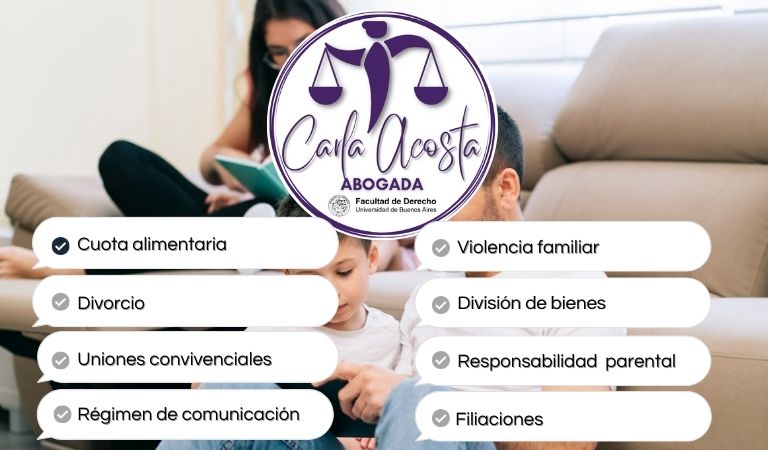 Carla Acosta
ABOGADA
Facultad de Derecho
Universidad de Buenos Aires
Cuota alimentaria
Divorcio
Uniones convivenciales
Régimen de comunicación
Violencia familiar
División de bienes
Responsabilidad parental
Filiaciones